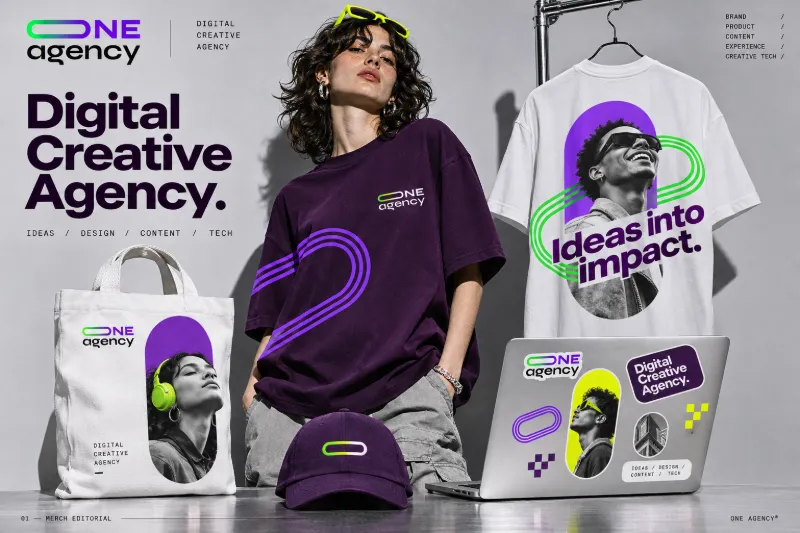 ONE
agency
DIGITAL
CREATIVE
AGENCY
BRAND /
PRODUCT /
CONTENT /
EXPERIENCE /
CREATIVE TECH /
Digital
Creative
Agency.
IDEAS / DESIGN / CONTENT / TECH
ONE
agency
Ideas into
impact.
ONE
agency
DIGITAL
CREATIVE
AGENCY
ONE
agency
Digital
Creative
Agency.
IDEAS / DESIGN /
CONTENT / TECH
01 — MERCH EDITORIAL
ONE AGENCY®